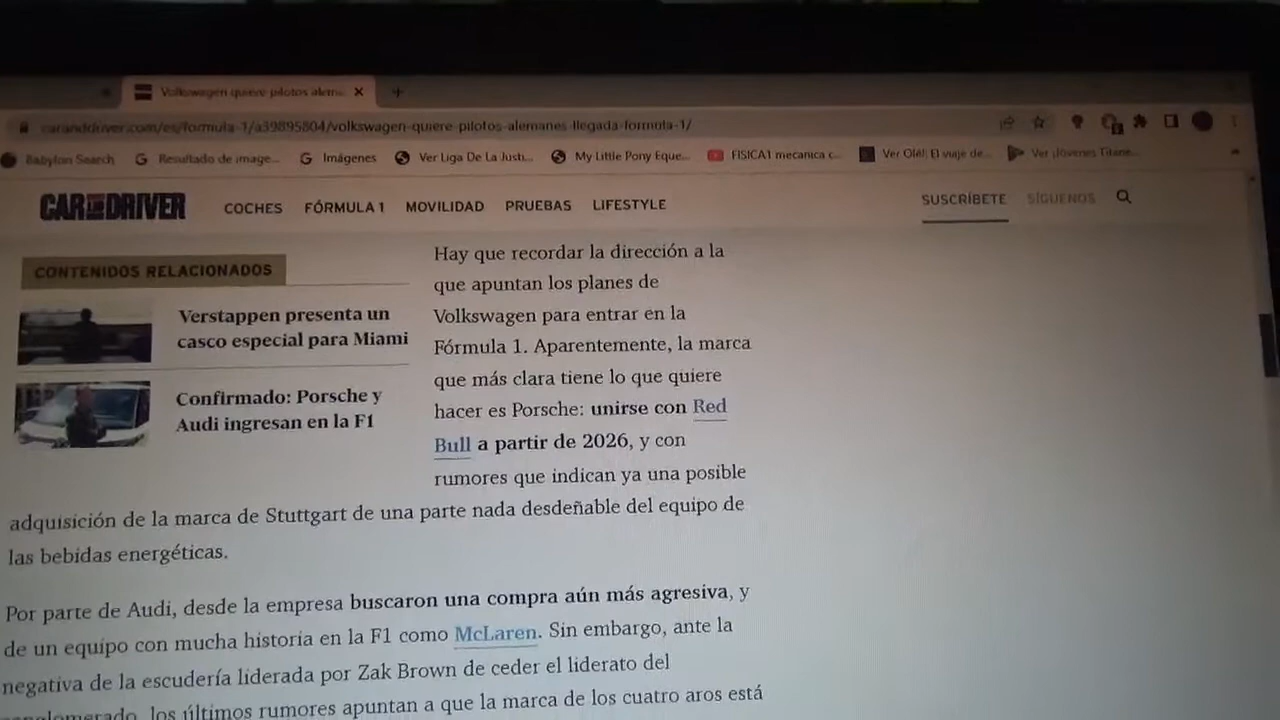 Volkswagen quiere pilotos alem...
caranddriver.com/es/formula-1/a39895804/volkswagen-quiere-pilotos-alemanes-llegada-formula-1/
Babylon Search
Resultado de image...
Imágenes
Ver Liga De La Justi...
My Little Pony Eque...
FISICA1 mecanica c...
Ver Olé!: El viaje de...
Ver Jóvenes Titane...
CAR AND DRIVER
COCHES FÓRMULA 1 MOVILIDAD PRUEBAS LIFESTYLE
SUSCRÍBETE SÍGUENOS
CONTENIDOS RELACIONADOS
Verstappen presenta un
casco especial para Miami
Confirmado: Porsche y
Audi ingresan en la F1
Hay que recordar la dirección a la
que apuntan los planes de
Volkswagen para entrar en la
Fórmula 1. Aparentemente, la marca
que más clara tiene lo que quiere
hacer es Porsche: unirse con Red
Bull a partir de 2026, y con
rumores que indican ya una posible
adquisición de la marca de Stuttgart de una parte nada desdeñable del equipo de
las bebidas energéticas.
Por parte de Audi, desde la empresa buscaron una compra aún más agresiva, y
de un equipo con mucha historia en la F1 como McLaren. Sin embargo, ante la
negativa de la escudería liderada por Zak Brown de ceder el liderato del
conglomerado, los últimos rumores apuntan a que la marca de los cuatro aros está